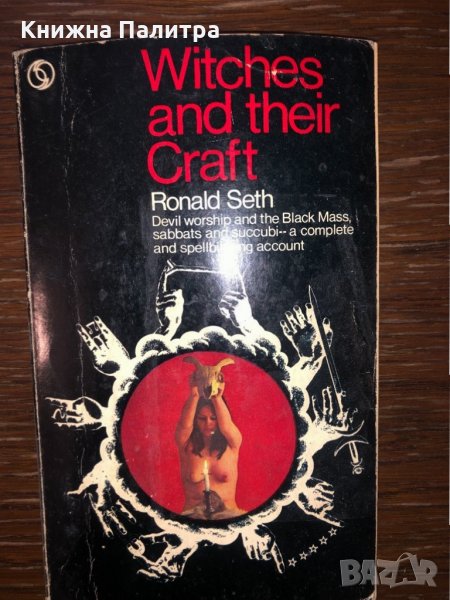 Книжна Палитра
Witches
and their
Craft
Ronald Seth
Devil worship and the Black Mass,
sabbats and succubi-- a complete
and spellbinding account
BAZAR